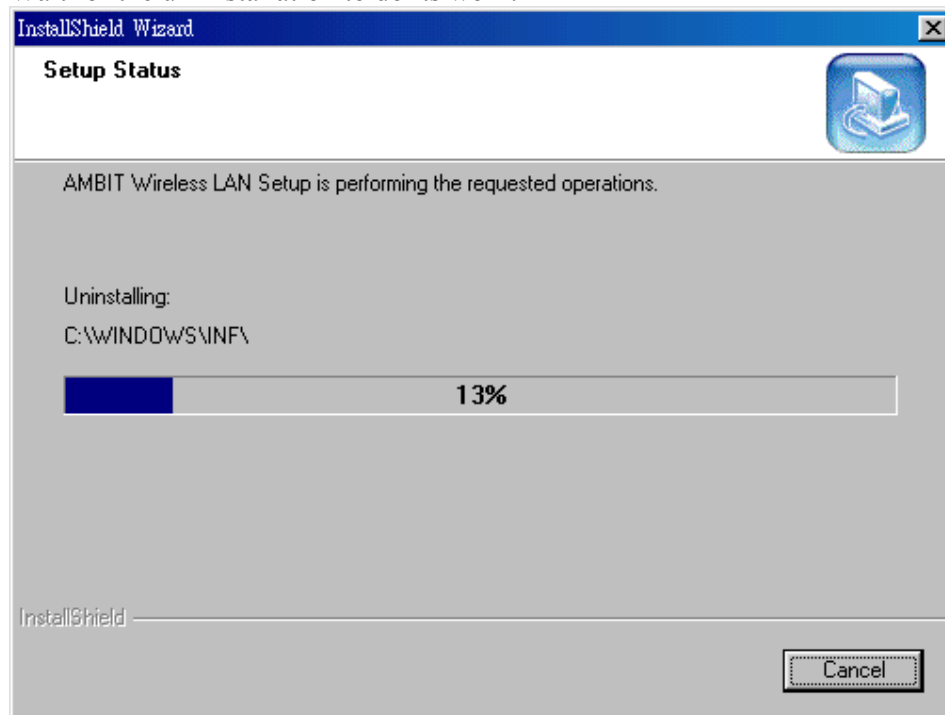 InstallShield Wizard
Setup Status
AMBIT Wireless LAN Setup is performing the requested operations.
Uninstalling:
C:\WINDOWS\INF\
13%
InstallShield
Cancel